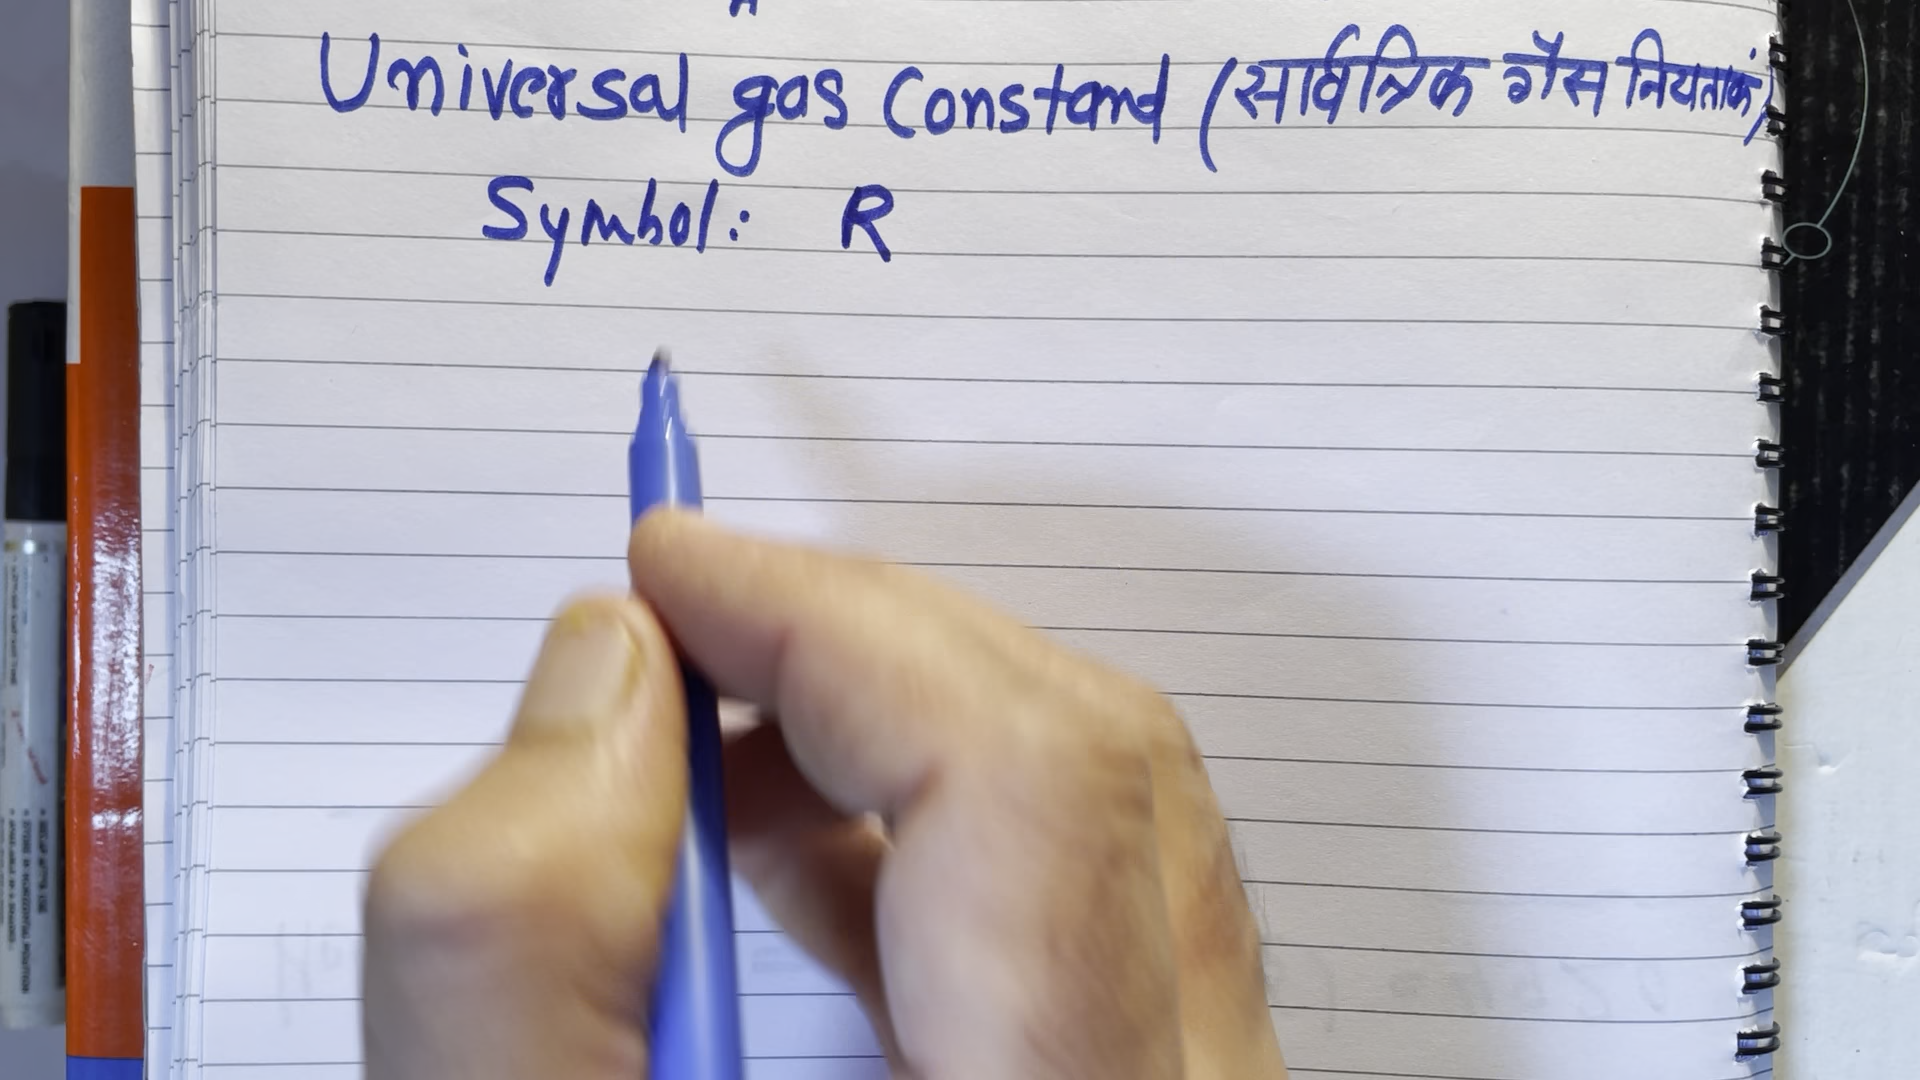 Universal gas Constand (सार्वत्रिक गैस नियतांक)
Symbol: R